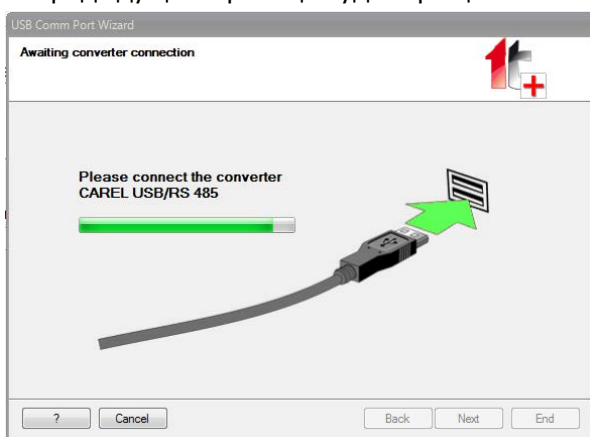 USB Comm Port Wizard
Awaiting converter connection
1t
Please connect the converter
CAREL USB/RS 485
? Cancel Back Next End